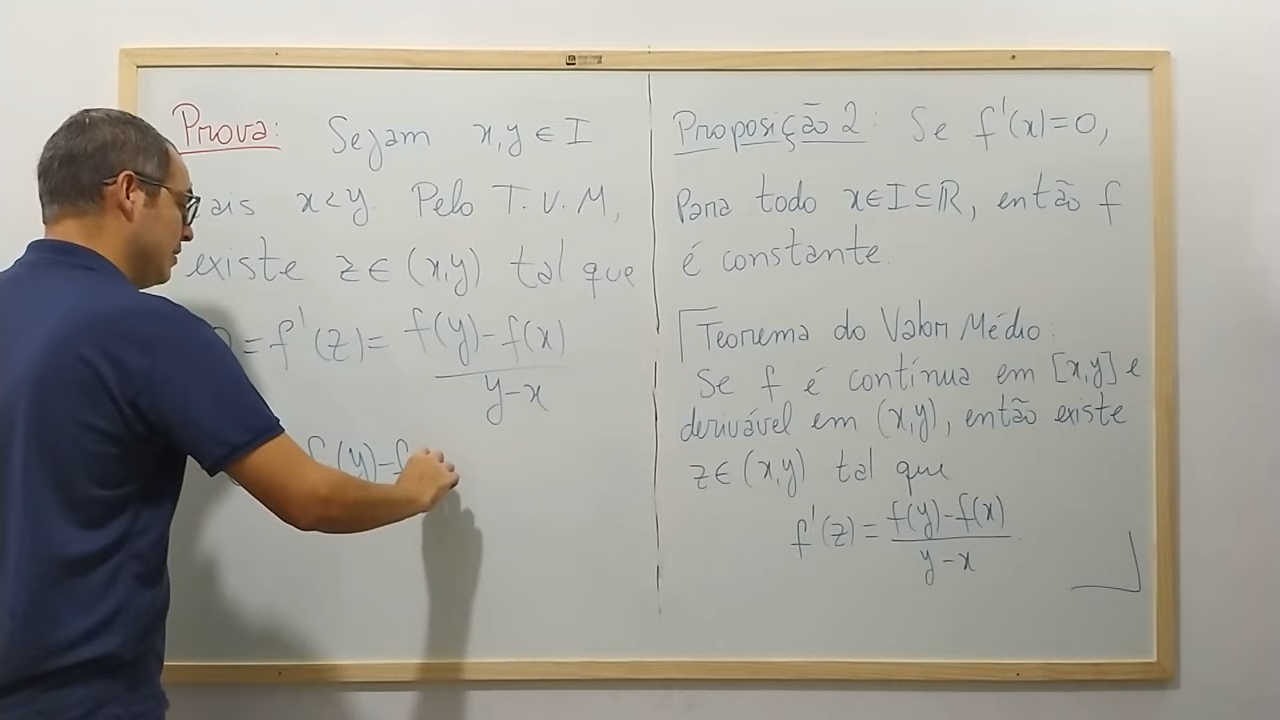 Prova: Sejam x,y ∈ I
tais x<y. Pelo T.V.M,
existe z∈(x,y) tal que
0=f'(z)= f(y)-f(x)
y-x
f(y)-f
Proposição 2: Se f'(x)=0,
para todo x∈I⊆ℝ, então f
é constante.
Teorema do Valor Médio:
Se f é contínua em [x,y] e
derivável em (x,y), então existe
z∈(x,y) tal que
f'(z) = f(y)-f(x)
y-x